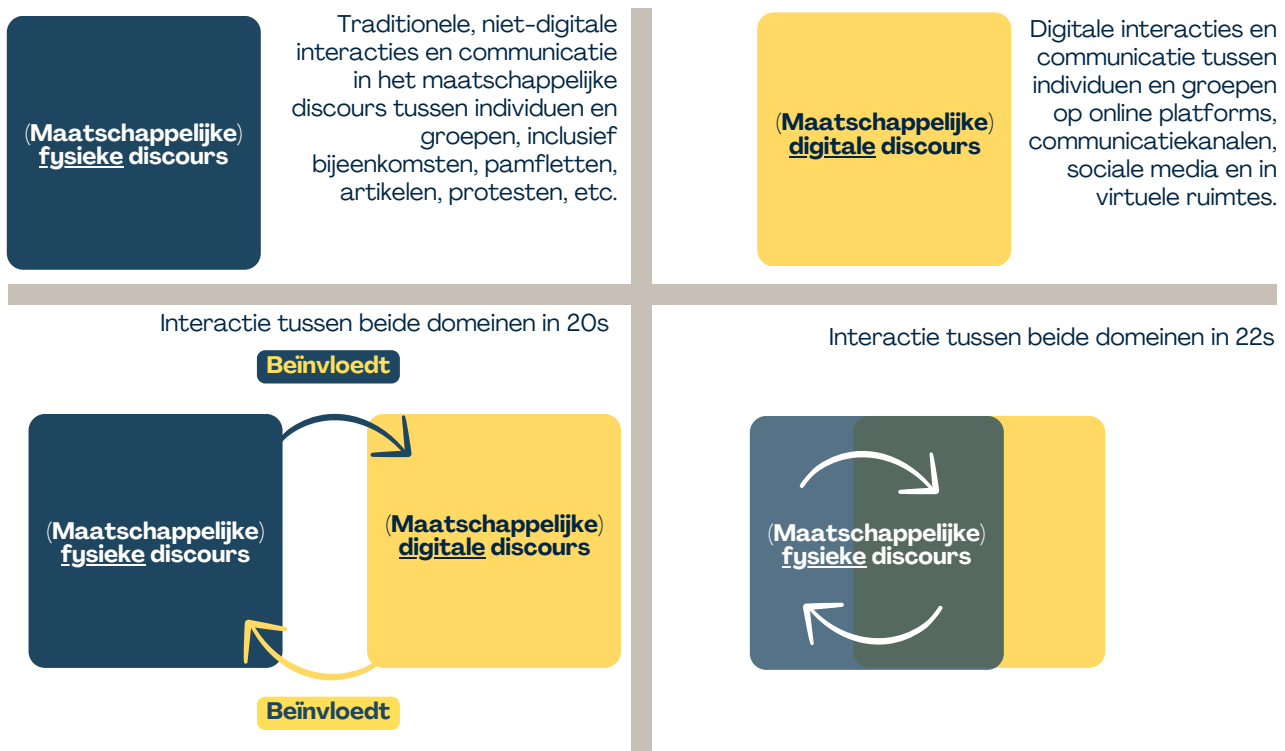 (Maatschappelijke)
fysieke discours
Traditionele, niet-digitale
interacties en communicatie
in het maatschappelijke
discours tussen individuen en
groepen, inclusief
bijeenkomsten, pamfletten,
artikelen, protesten, etc.
(Maatschappelijke)
digitale discours
Digitale interacties en
communicatie tussen
individuen en groepen
op online platforms,
communicatiekanalen,
sociale media en in
virtuele ruimtes.
Interactie tussen beide domeinen in 20s
Beïnvloedt
(Maatschappelijke)
fysieke discours
(Maatschappelijke)
digitale discours
Beïnvloedt
Interactie tussen beide domeinen in 22s
(Maatschappelijke)
fysieke discours